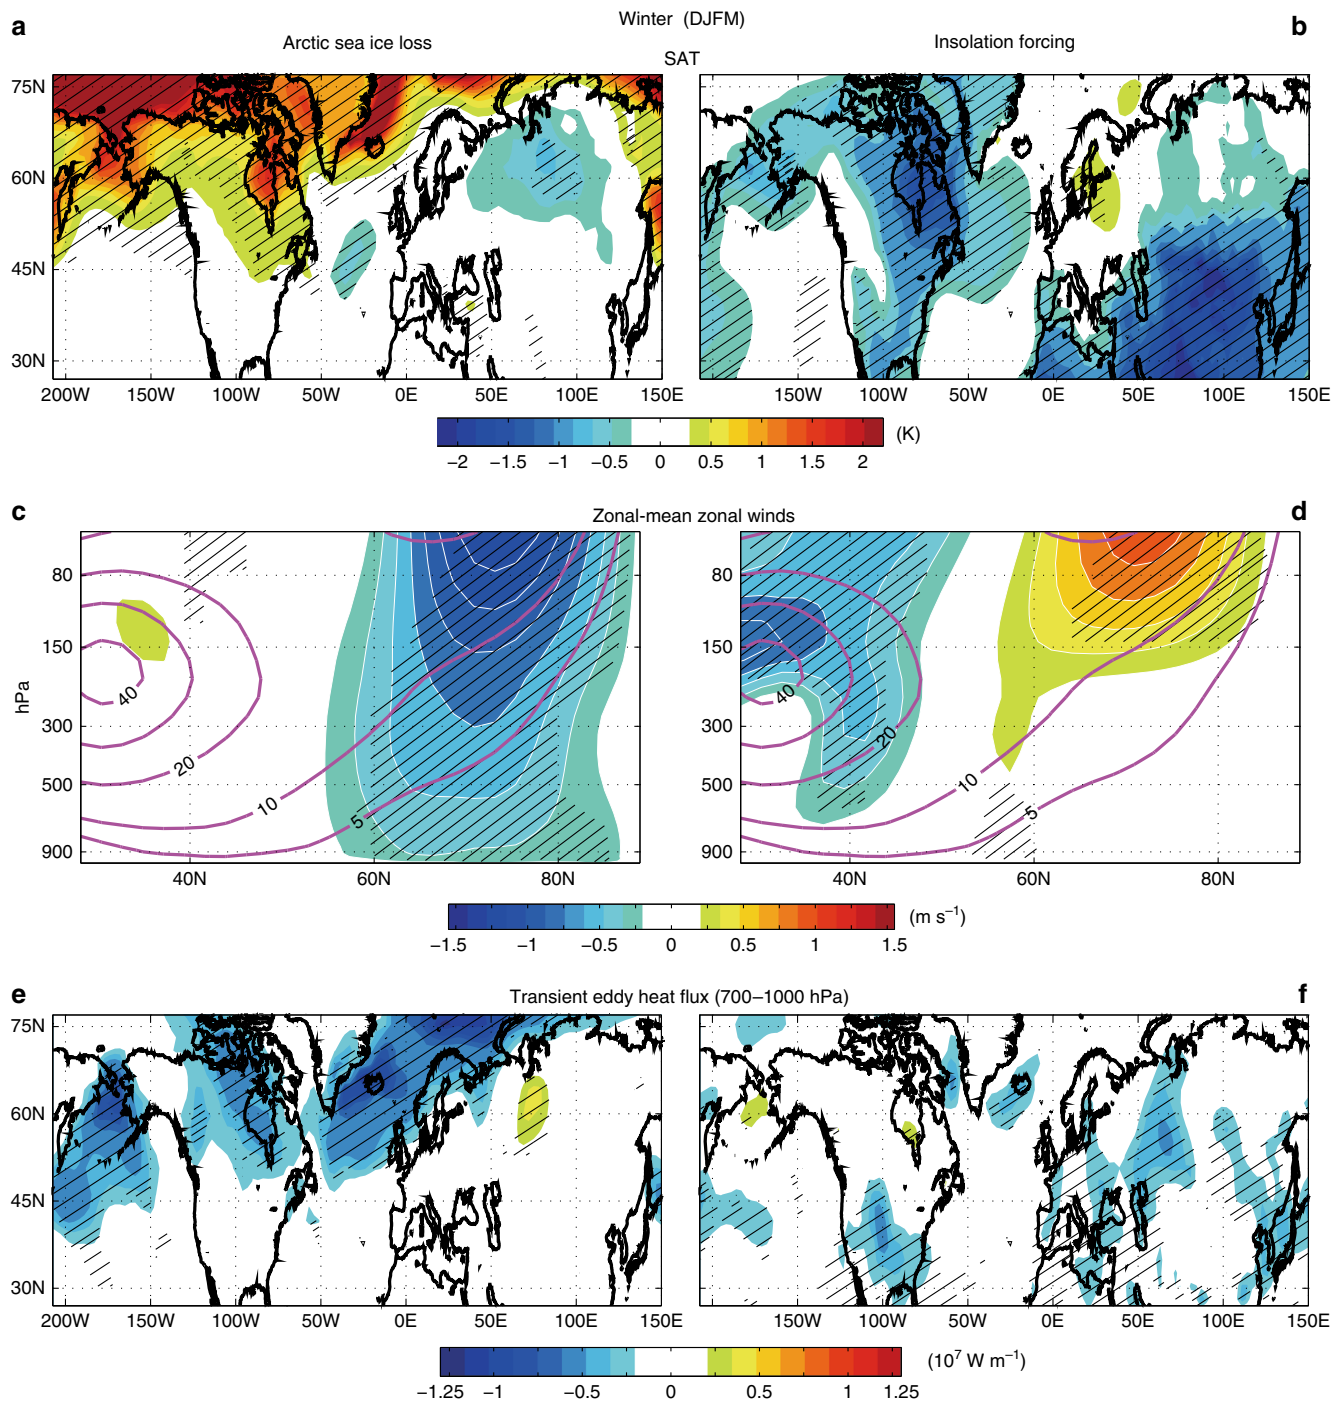 a
Winter (DJFM)
b
Arctic sea ice loss
Insolation forcing
SAT
75N
60N
45N
30N
200W 150W 100W 50W 0E 50E 100E 150E
150W 100W 50W 0E 50E 100E 150E
−2 −1.5 −1 −0.5 0 0.5 1 1.5 2
(K)
c
Zonal-mean zonal winds
d
hPa
80
150
300
500
900
40
20
10
5
40N 60N 80N
80
150
300
500
900
40
20
10
5
40N 60N 80N
−1.5 −1 −0.5 0 0.5 1 1.5
(m s⁻¹)
e
Transient eddy heat flux (700–1000 hPa)
f
75N
60N
45N
30N
200W 150W 100W 50W 0E 50E 100E 150E
150W 100W 50W 0E 50E 100E 150E
−1.25 −1 −0.5 0 0.5 1 1.25
(10⁷ W m⁻¹)